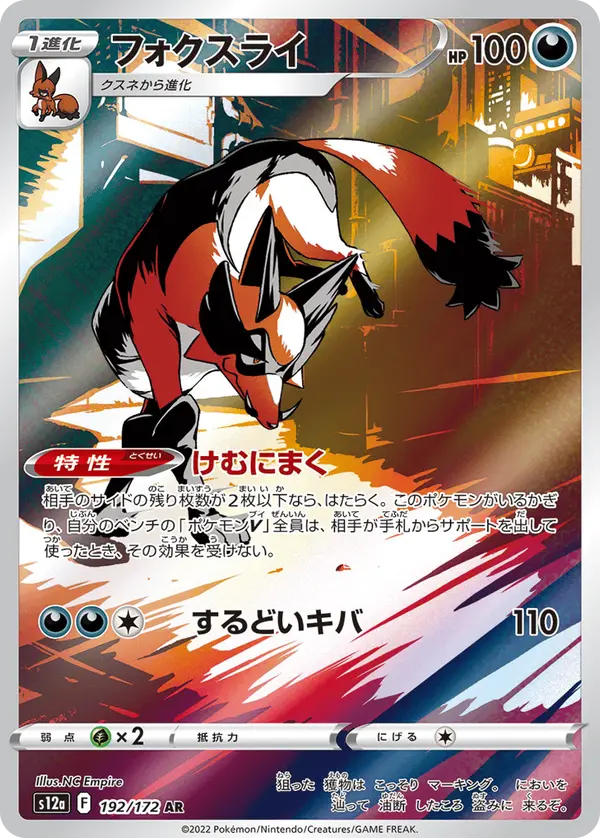 1進化 フォクスライ HP100
クスネから進化
特性 とくせい けむにまく
相手のサイドの残り枚数が2枚以下なら、はたらく。このポケモンがいるかぎ
り、自分のベンチの「ポケモンV」全員は、相手が手札からサポートを出して
使ったとき、その効果を受けない。
するどいキバ 110
弱点 ×2 抵抗力 にげる
Illus.NC Empire
s12a F 192/172 AR
狙った 獲物は こっそり マーキング。 においを
辿って 油断 したころ 盗みに 来るぞ。
©2022 Pokémon/Nintendo/Creatures/GAME FREAK.